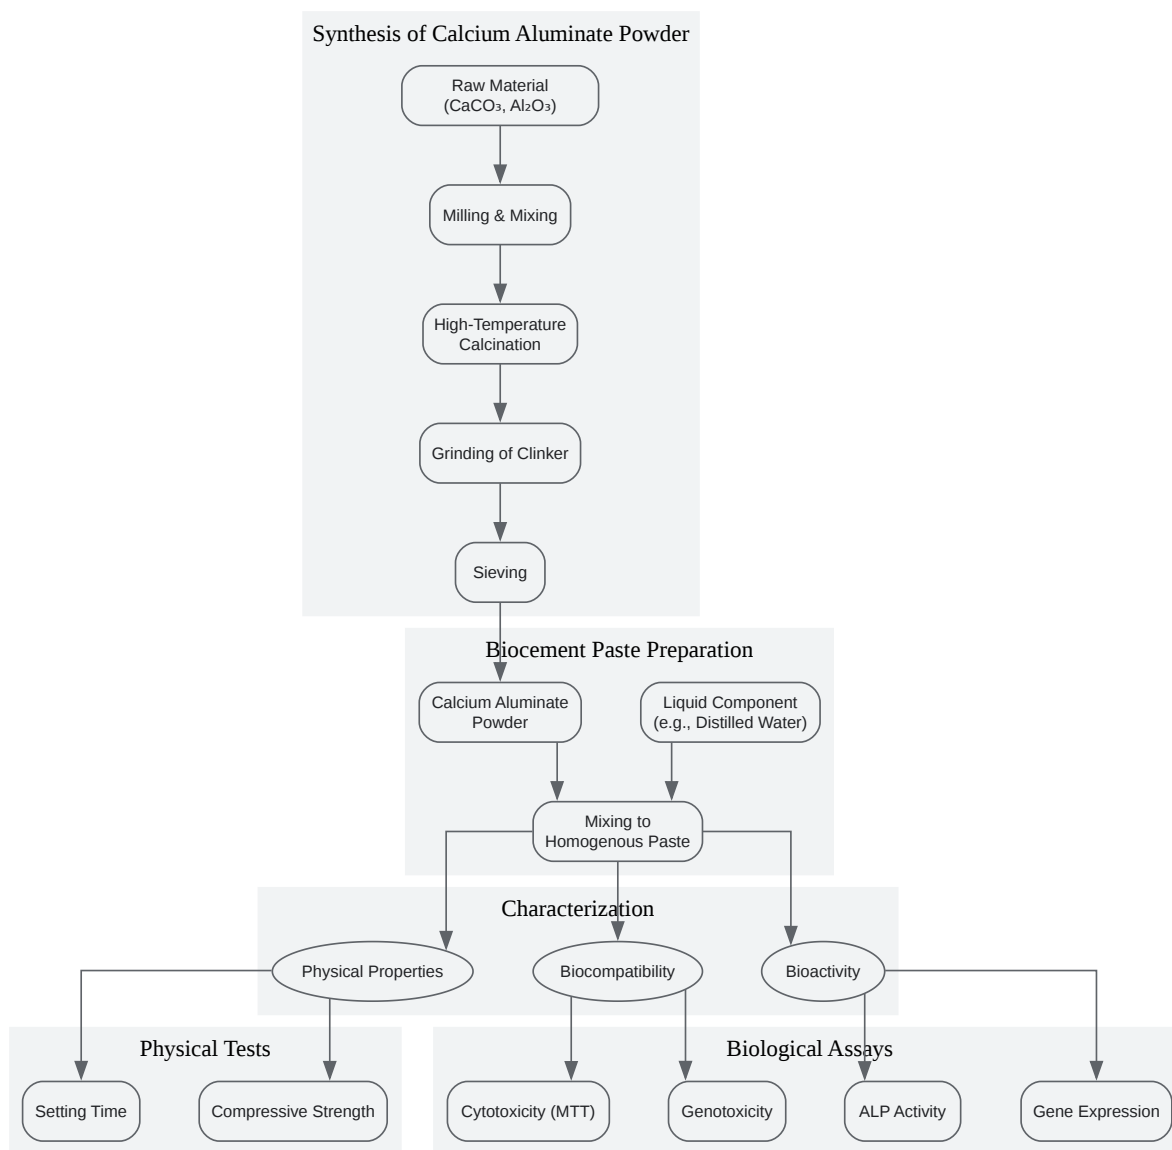 Synthesis of Calcium Aluminate Powder
Raw Material
(CaCO₃, Al₂O₃)
Milling & Mixing
High-Temperature
Calcination
Grinding of Clinker
Sieving
Biocement Paste Preparation
Calcium Aluminate
Powder
Liquid Component
(e.g., Distilled Water)
Mixing to
Homogenous Paste
Characterization
Physical Properties
Biocompatibility
Bioactivity
Physical Tests
Biological Assays
Setting Time
Compressive Strength
Cytotoxicity (MTT)
Genotoxicity
ALP Activity
Gene Expression